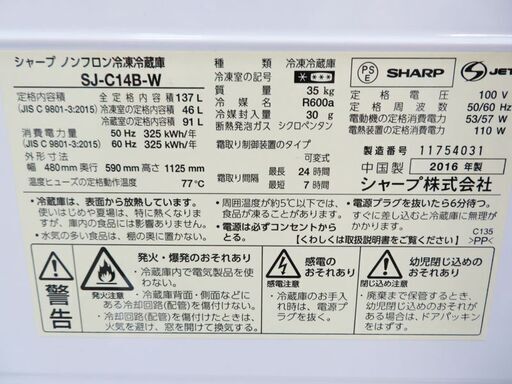 シャープ ノンフロン冷凍冷蔵庫
SJ-C14B-W
定格内容積 全定格内容積 137 L
(JIS C 9801-3:2015) 冷凍室の定格内容積 46 L
冷蔵室の定格内容積 91 L
消費電力量 50 Hz 325 kWh/年
(JIS C 9801-3:2015) 60 Hz 325 kWh/年
外形寸法
幅 480mm 奥行 590 mm 高さ 1125 mm
温度ヒューズの定格動作温度 77℃
種類 冷凍冷蔵庫
冷凍室の記号
質量 35 kg
冷媒 R600a
冷媒封入量 30 g
断熱発泡ガス シクロペンタン
霜取り制御装置のタイプ
可変式
霜取り間隔 最長 24 時間
最短 7 時間
PS
E
SHARP
JET
定格電圧 100 V
定格周波数 50/60 Hz
電動機の定格消費電力 53/57 W
電熱装置の定格消費電力 110 W
製造番号 11754031
中国製 2016 年製
シャープ株式会社
・冷蔵庫は、表面から放熱しています。
使いはじめや夏場は、特に熱くなりますが、
庫内に影響はありません。
・水気の多い食品は、棚の奥に置かない。
・周囲温度が約5℃以下では、
食品が凍ることがあります。
・電源は必ずコンセントからとる。
・電源プラグを抜いたら6分待つ。
すぐに差し込むと冷蔵庫に無理が
かかります。
【くわしくは取扱説明書をご覧ください】
C135
>PP<
警告
発火注意
発火・爆発のおそれあり
・冷蔵庫内で電気製品を使わない。
・冷蔵庫背面・側面などに
ある冷却回路(配管)を傷付けない。
・冷却回路(配管)を傷付けたときは、
火気を避け、窓を開けて換気する。
感電注意
感電の
おそれあり
・冷蔵庫のお手入
れ時は、電源プ
ラグを抜く。
閉じ込め注意
幼児閉じ込めの
おそれあり
・廃棄まで保管するときに、
幼児が閉じ込められるおそれが
あるときは、ドアパッキン
をはずす。